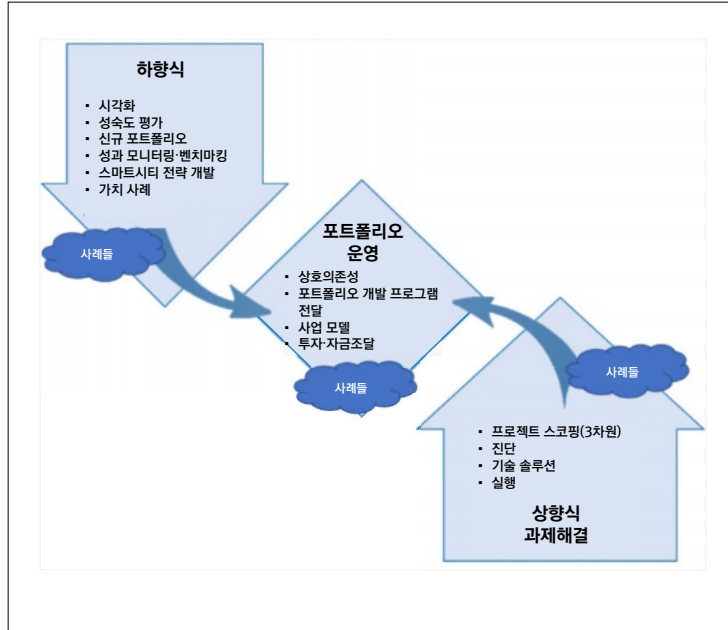 하향식
▪ 시각화
▪ 성숙도 평가
▪ 신규 포트폴리오
▪ 성과 모니터링·벤치마킹
▪ 스마트시티 전략 개발
▪ 가치 사례
사례들
포트폴리오
운영
▪ 상호의존성
▪ 포트폴리오 개발 프로그램
전달
▪ 사업 모델
▪ 투자·자금조달
사례들
사례들
▪ 프로젝트 스코핑(3차원)
▪ 진단
▪ 기술 솔루션
▪ 실행
상향식
과제해결